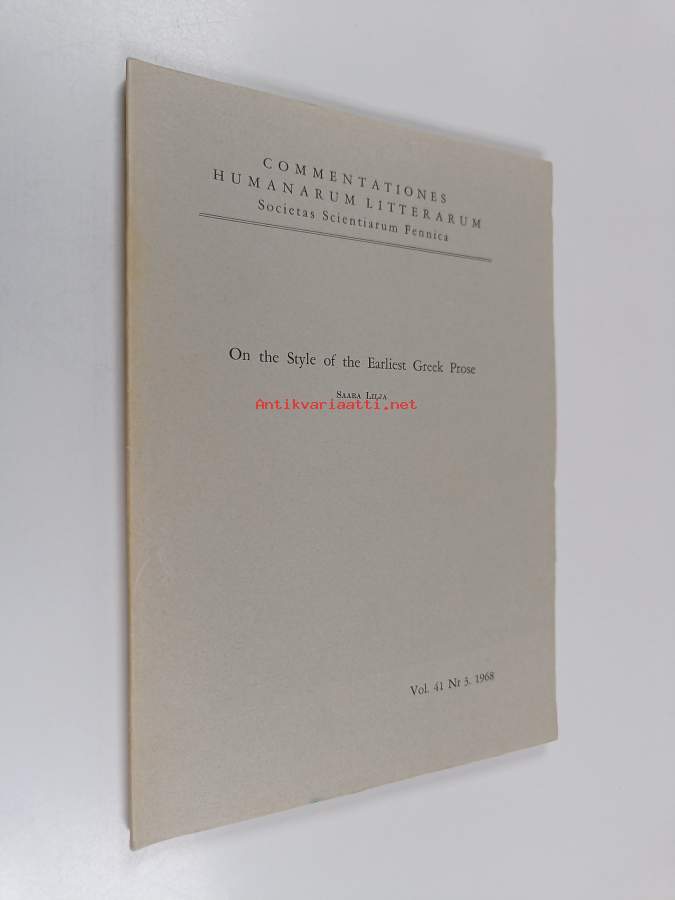 COMMENTATIONES
HUMANARUM LITTERARUM
Societas Scientiarum Fennica
On the Style of the Earliest Greek Prose
SAARA LILJA
Antikvariaatti.net
Vol. 41 Nr 3. 1968